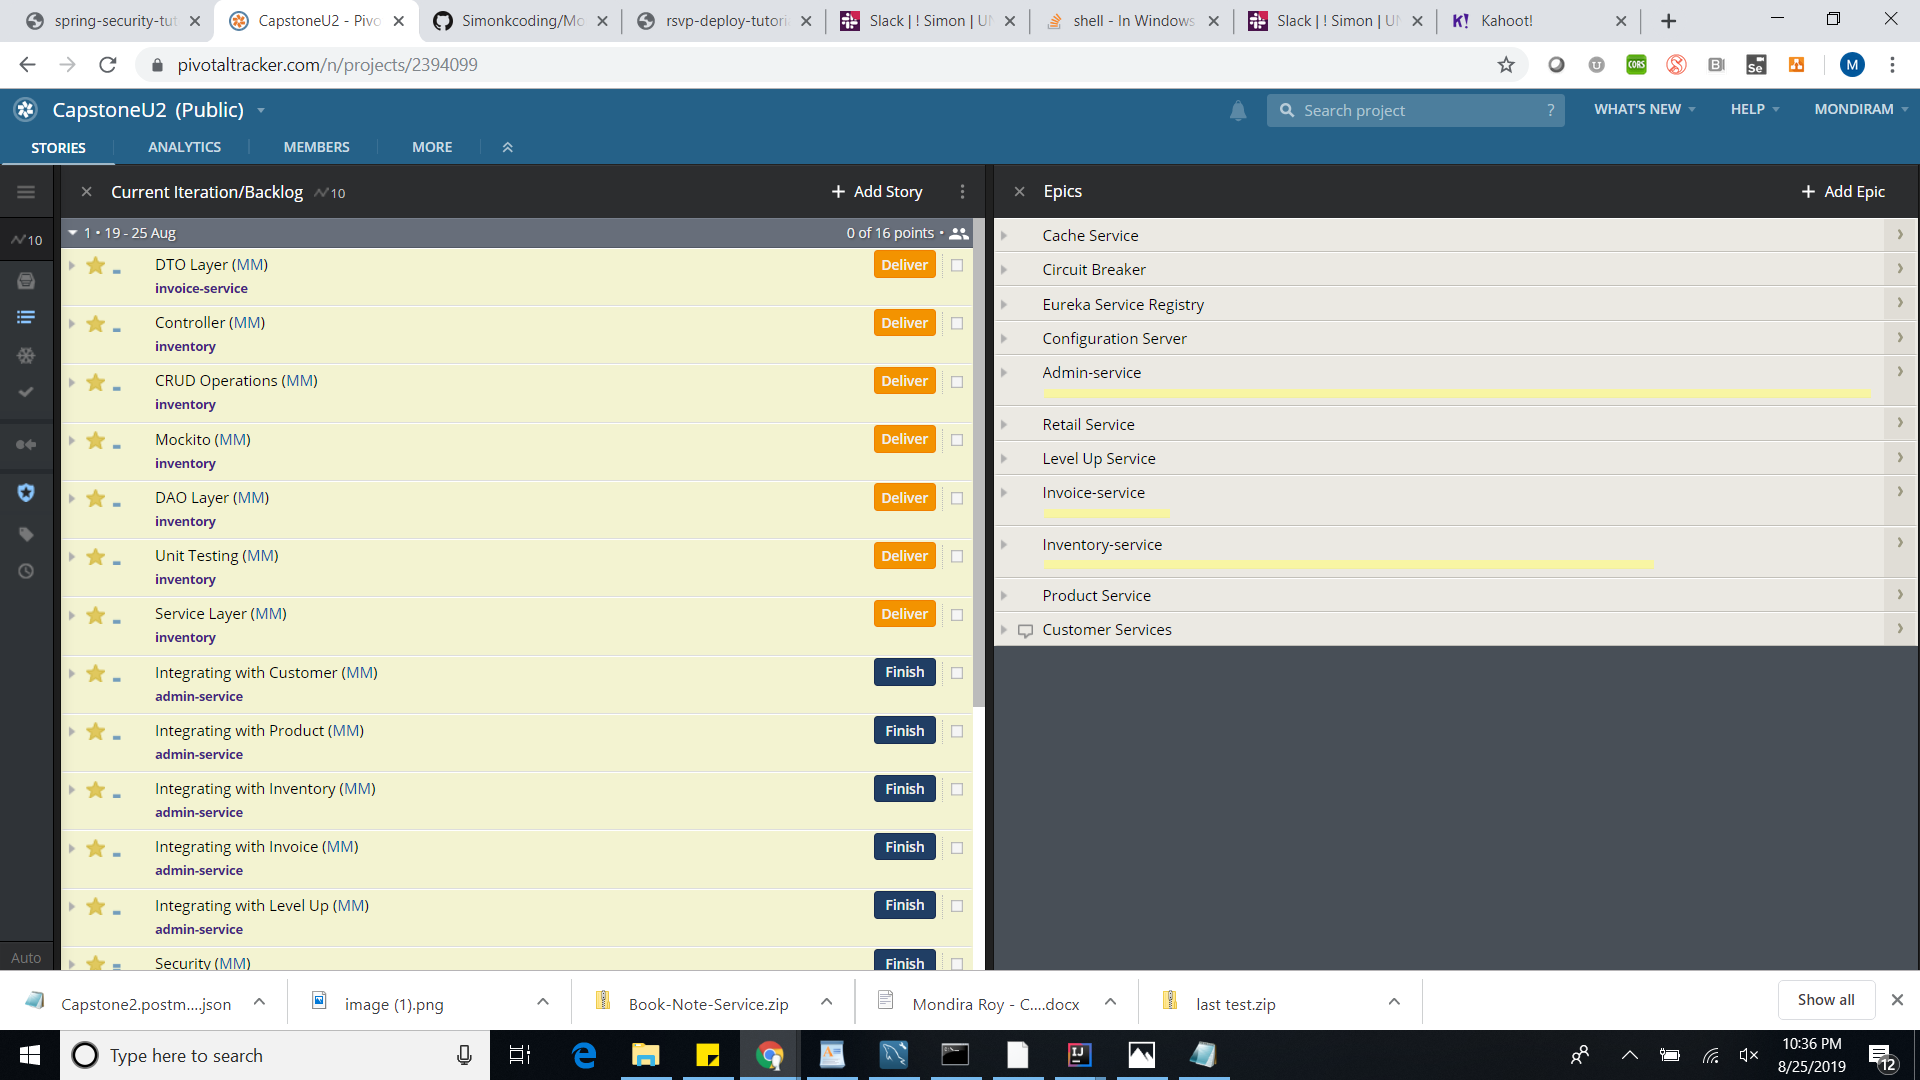 spring-security-tut
CapstoneU2 - Pivo
Simonkcoding/Mo
rsvp-deploy-tutori
Slack | ! Simon | UN
shell - In Windows
Slack | ! Simon | UN
Kahoot!
pivotaltracker.com/n/projects/2394099
CapstoneU2 (Public)
Search project ?
WHAT'S NEW
HELP
MONDIRAM
STORIES
ANALYTICS
MEMBERS
MORE
Current Iteration/Backlog 10
+ Add Story
Epics
+ Add Epic
10
1 • 19 - 25 Aug
0 of 16 points •
DTO Layer (MM)
invoice-service
Deliver
Controller (MM)
inventory
Deliver
CRUD Operations (MM)
inventory
Deliver
Mockito (MM)
inventory
Deliver
DAO Layer (MM)
inventory
Deliver
Unit Testing (MM)
inventory
Deliver
Service Layer (MM)
inventory
Deliver
Integrating with Customer (MM)
admin-service
Finish
Integrating with Product (MM)
admin-service
Finish
Integrating with Inventory (MM)
admin-service
Finish
Integrating with Invoice (MM)
admin-service
Finish
Integrating with Level Up (MM)
admin-service
Finish
Security (MM)
Finish
Auto
Cache Service
Circuit Breaker
Eureka Service Registry
Configuration Server
Admin-service
Retail Service
Level Up Service
Invoice-service
Inventory-service
Product Service
Customer Services
Capstone2.postm....json
image (1).png
Book-Note-Service.zip
Mondira Roy - C....docx
last test.zip
Show all
Type here to search
10:36 PM
8/25/2019
12